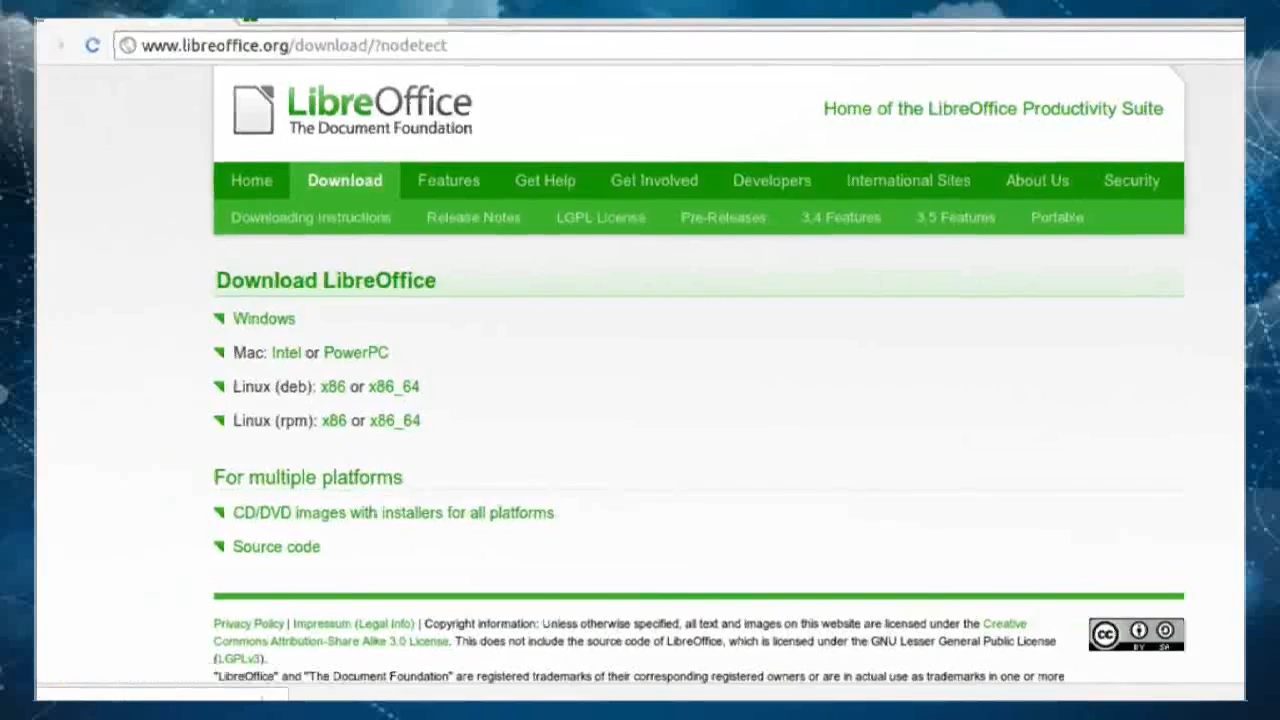 www.libreoffice.org/download/?nodetect
LibreOffice
The Document Foundation
Home of the LibreOffice Productivity Suite
Home Download Features Get Help Get Involved Developers International Sites About Us Security
Downloading Instructions Release Notes LGPL License Pre-Releases 3.4 Features 3.5 Features Portable
Download LibreOffice
Windows
Mac: Intel or PowerPC
Linux (deb): x86 or x86_64
Linux (rpm): x86 or x86_64
For multiple platforms
CD/DVD images with installers for all platforms
Source code
Privacy Policy | Impressum (Legal Info) | Copyright information: Unless otherwise specified, all text and images on this website are licensed under the Creative
Commons Attribution-Share Alike 3.0 License. This does not include the source code of LibreOffice, which is licensed under the GNU Lesser General Public License
(LGPLv3).
"LibreOffice" and "The Document Foundation" are registered trademarks of their corresponding registered owners or are in actual use as trademarks in one or more
cc BY SA